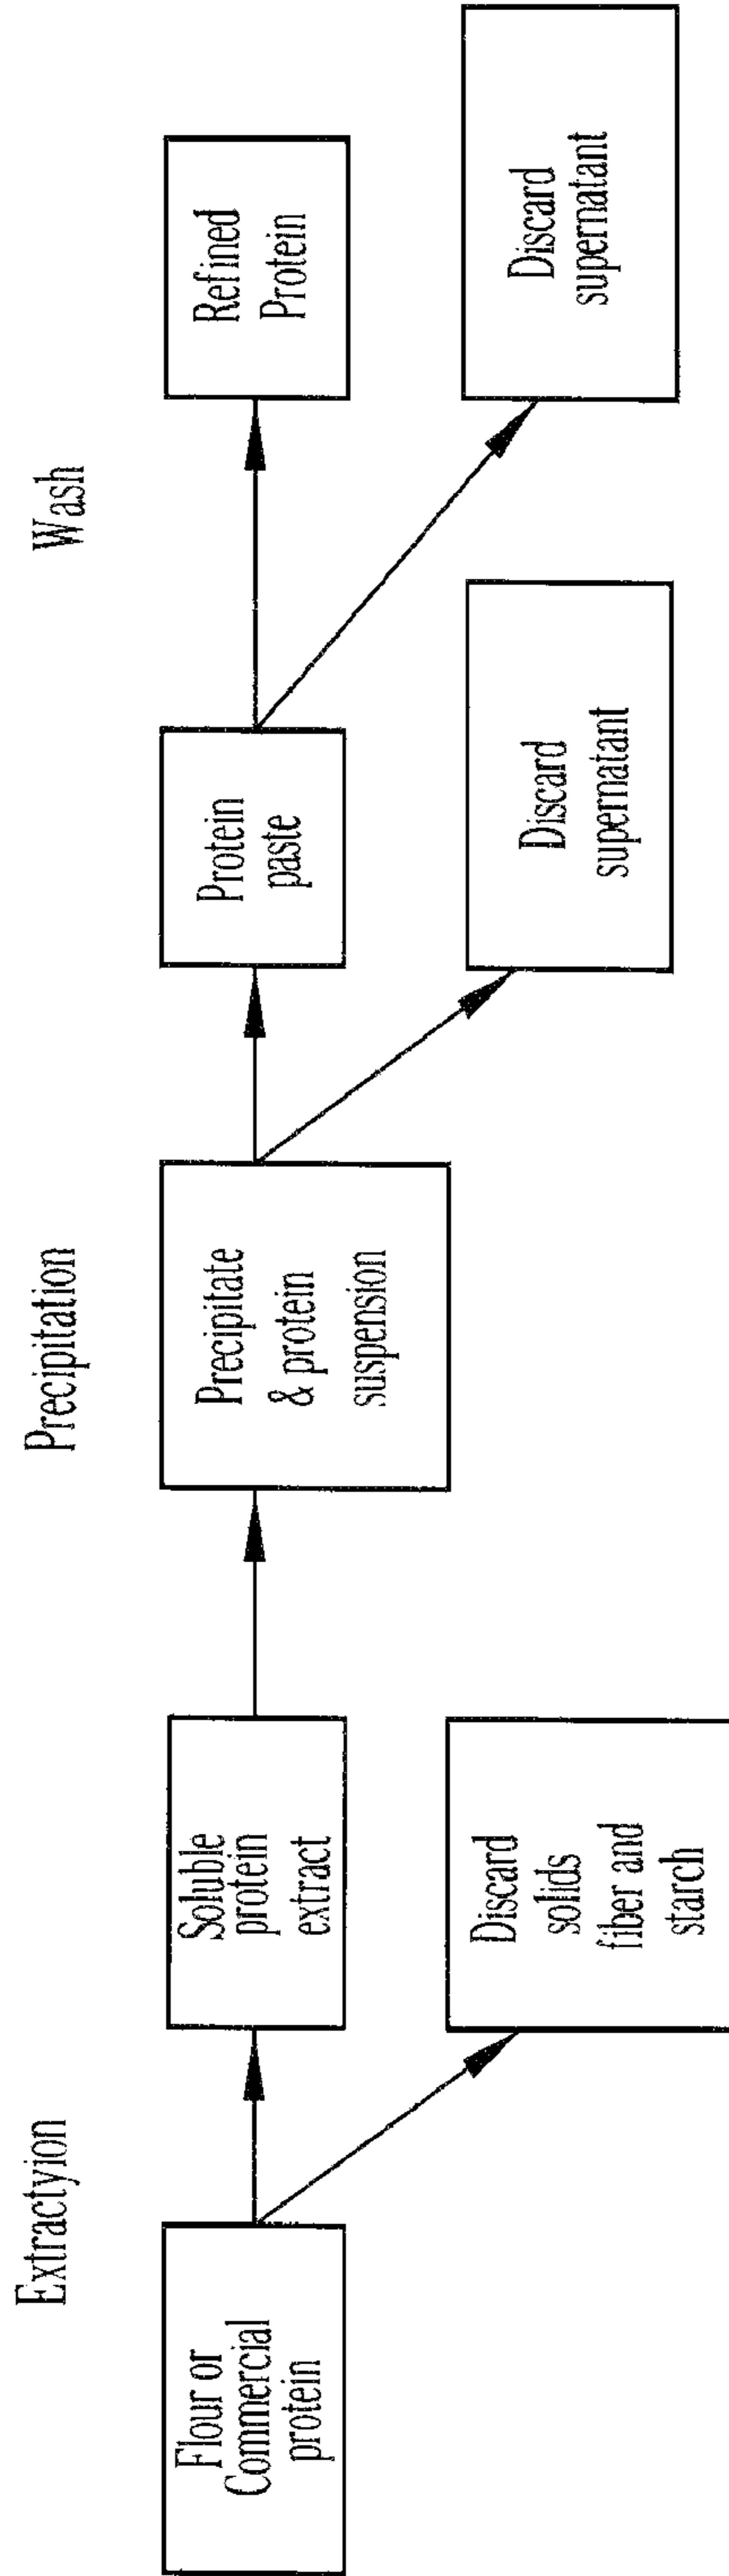 Extractyion
Precipitation
Wash
Flour or
Commercial
protein
Soluble
protein
extract
Precipitate
& protein
suspension
Protein
paste
Refined
Protein
Discard
solids
fiber and
starch
Discard
supernatant
Discard
supernatant